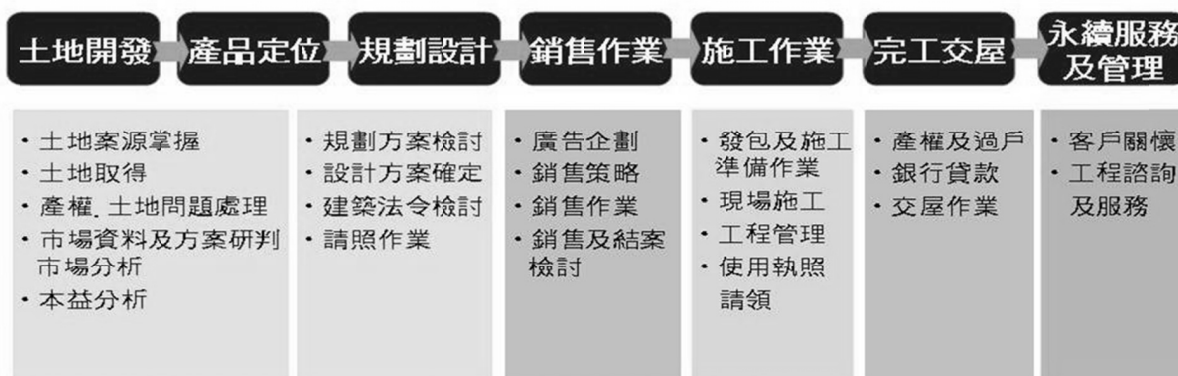 土地開發
產品定位
規劃設計
銷售作業
施工作業
完工交屋
永續服務
及管理
・土地案源掌握
・土地取得
・產權.土地問題處理
・市場資料及方案研判
市場分析
・本益分析
・規劃方案檢討
・設計方案確定
・建築法令檢討
・請照作業
・廣告企劃
・銷售策略
・銷售作業
・銷售及結案
檢討
・發包及施工
準備作業
・現場施工
・工程管理
・使用執照
請領
・產權及過戶
・銀行貸款
・交屋作業
・客戶關懷
・工程諮詢
及服務